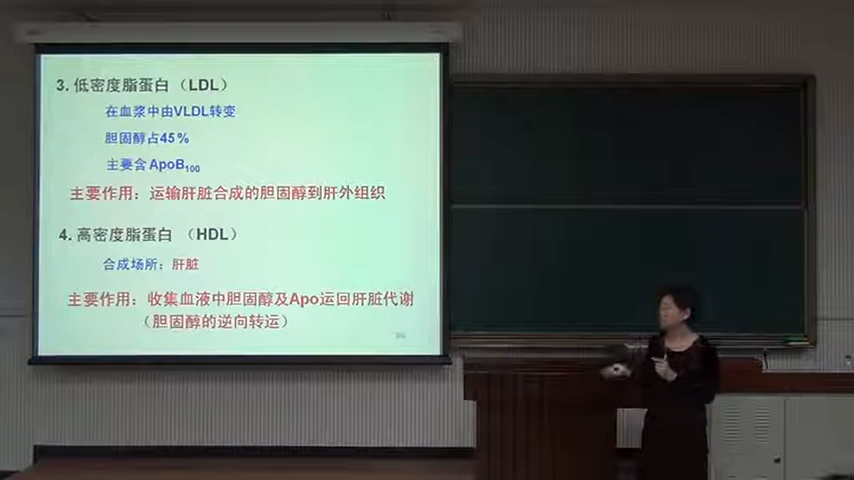 3. 低密度脂蛋白（LDL）
在血浆中由VLDL转变
胆固醇占45%
主要含ApoB100
主要作用：运输肝脏合成的胆固醇到肝外组织
4. 高密度脂蛋白 （HDL）
合成场所：肝脏
主要作用：收集血液中胆固醇及Apo运回肝脏代谢
（胆固醇的逆向转运）